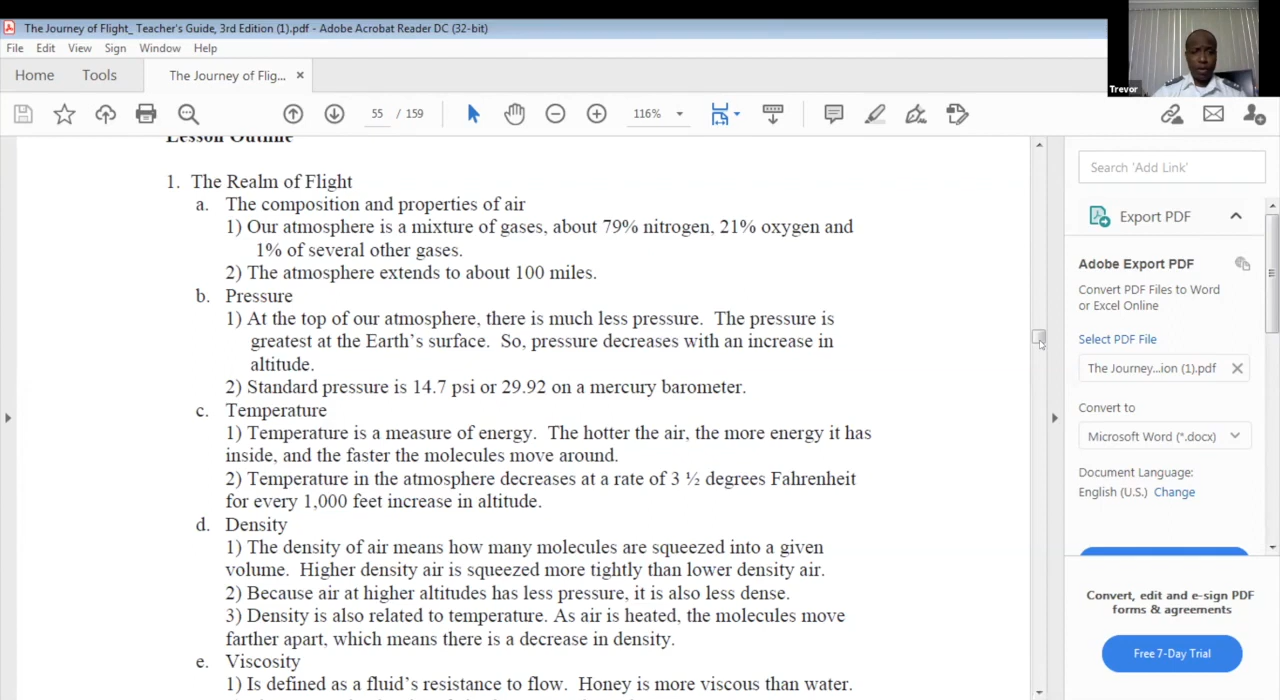 The Journey of Flight_ Teacher's Guide, 3rd Edition (1).pdf - Adobe Acrobat Reader DC (32-bit)
File Edit View Sign Window Help
Home Tools The Journey of Flig... ×
55 / 159 116%
Trevor
Lesson Outline
1. The Realm of Flight
a. The composition and properties of air
1) Our atmosphere is a mixture of gases, about 79% nitrogen, 21% oxygen and
1% of several other gases.
2) The atmosphere extends to about 100 miles.
b. Pressure
1) At the top of our atmosphere, there is much less pressure. The pressure is
greatest at the Earth's surface. So, pressure decreases with an increase in
altitude.
2) Standard pressure is 14.7 psi or 29.92 on a mercury barometer.
c. Temperature
1) Temperature is a measure of energy. The hotter the air, the more energy it has
inside, and the faster the molecules move around.
2) Temperature in the atmosphere decreases at a rate of 3 ½ degrees Fahrenheit
for every 1,000 feet increase in altitude.
d. Density
1) The density of air means how many molecules are squeezed into a given
volume. Higher density air is squeezed more tightly than lower density air.
2) Because air at higher altitudes has less pressure, it is also less dense.
3) Density is also related to temperature. As air is heated, the molecules move
farther apart, which means there is a decrease in density.
e. Viscosity
1) Is defined as a fluid's resistance to flow. Honey is more viscous than water.
Search 'Add Link'
Export PDF
Adobe Export PDF
Convert PDF Files to Word
or Excel Online
Select PDF File
The Journey...ion (1).pdf ×
Convert to
Microsoft Word (*.docx)
Document Language:
English (U.S.) Change
Convert, edit and e-sign PDF
forms & agreements
Free 7-Day Trial